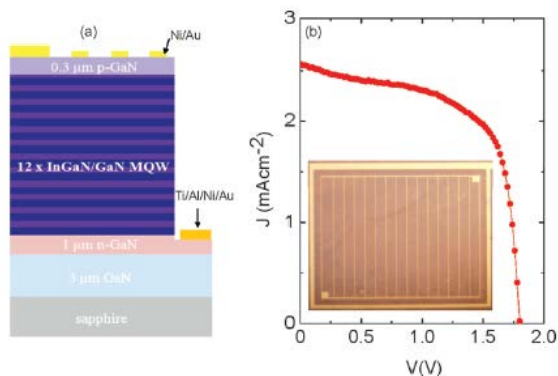 (a)
Ni/Au
0.3 µm p-GaN
12 x InGaN/GaN MQW
Ti/Al/Ni/Au
1 µm n-GaN
3 µm GaN
sapphire
(b)
J (mAcm-2)
3
2
1
0
0
0.5
1.0
1.5
2.0
V(V)